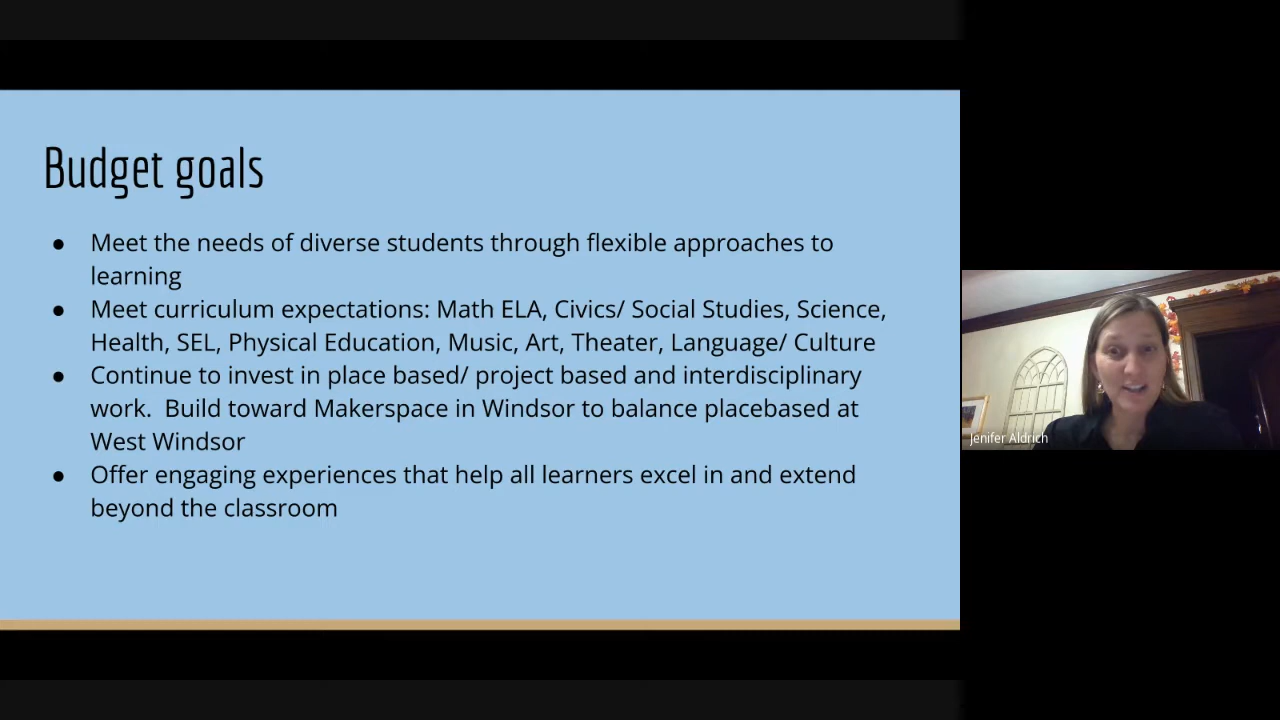 Budget goals
● Meet the needs of diverse students through flexible approaches to
learning
● Meet curriculum expectations: Math ELA, Civics/ Social Studies, Science,
Health, SEL, Physical Education, Music, Art, Theater, Language/ Culture
● Continue to invest in place based/ project based and interdisciplinary
work.  Build toward Makerspace in Windsor to balance placebased at
West Windsor
● Offer engaging experiences that help all learners excel in and extend
beyond the classroom
Jenifer Aldrich